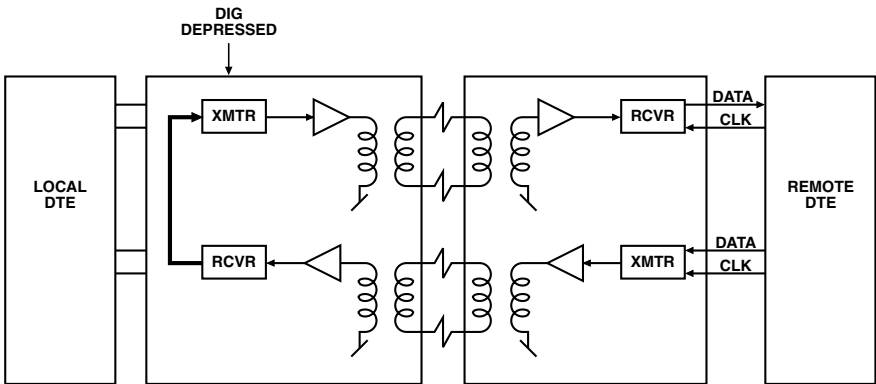 DIG
DEPRESSED
XMTR
RCVR
DATA
CLK
LOCAL
DTE
REMOTE
DTE
RCVR
XMTR
DATA
CLK